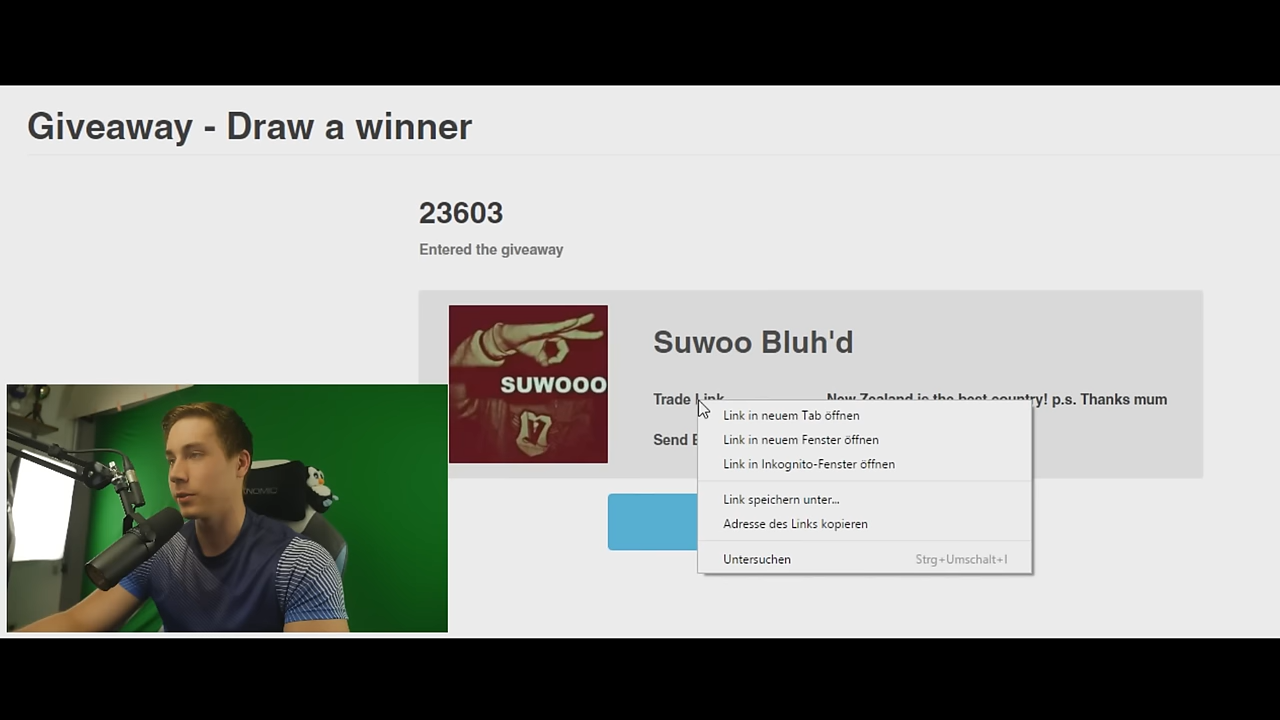 Giveaway - Draw a winner
23603
Entered the giveaway
SUWOOO
Suwoo Bluh'd
Trade Link
New Zealand is the best country! p.s. Thanks mum
Send
Link in neuem Tab öffnen
Link in neuem Fenster öffnen
Link in Inkognito-Fenster öffnen
Link speichern unter...
Adresse des Links kopieren
Untersuchen Strg+Umschalt+I